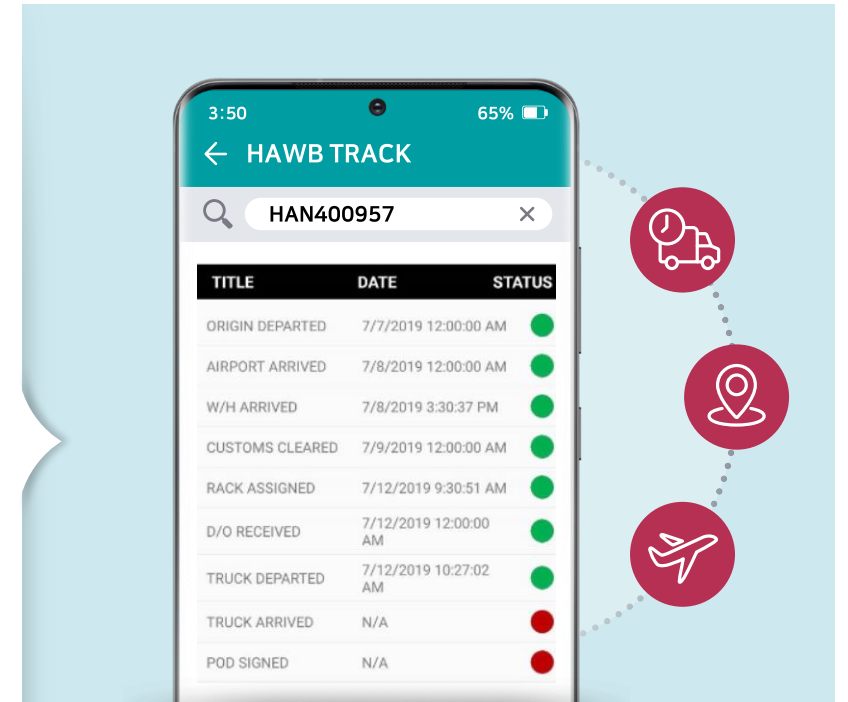 3:50 65%
HAWB TRACK
HAN400957
TITLE DATE STATUS
ORIGIN DEPARTED 7/7/2019 12:00:00 AM
AIRPORT ARRIVED 7/8/2019 12:00:00 AM
W/H ARRIVED 7/8/2019 3:30:37 PM
CUSTOMS CLEARED 7/9/2019 12:00:00 AM
RACK ASSIGNED 7/12/2019 9:30:51 AM
D/O RECEIVED 7/12/2019 12:00:00
AM
TRUCK DEPARTED 7/12/2019 10:27:02
AM
TRUCK ARRIVED N/A
POD SIGNED N/A